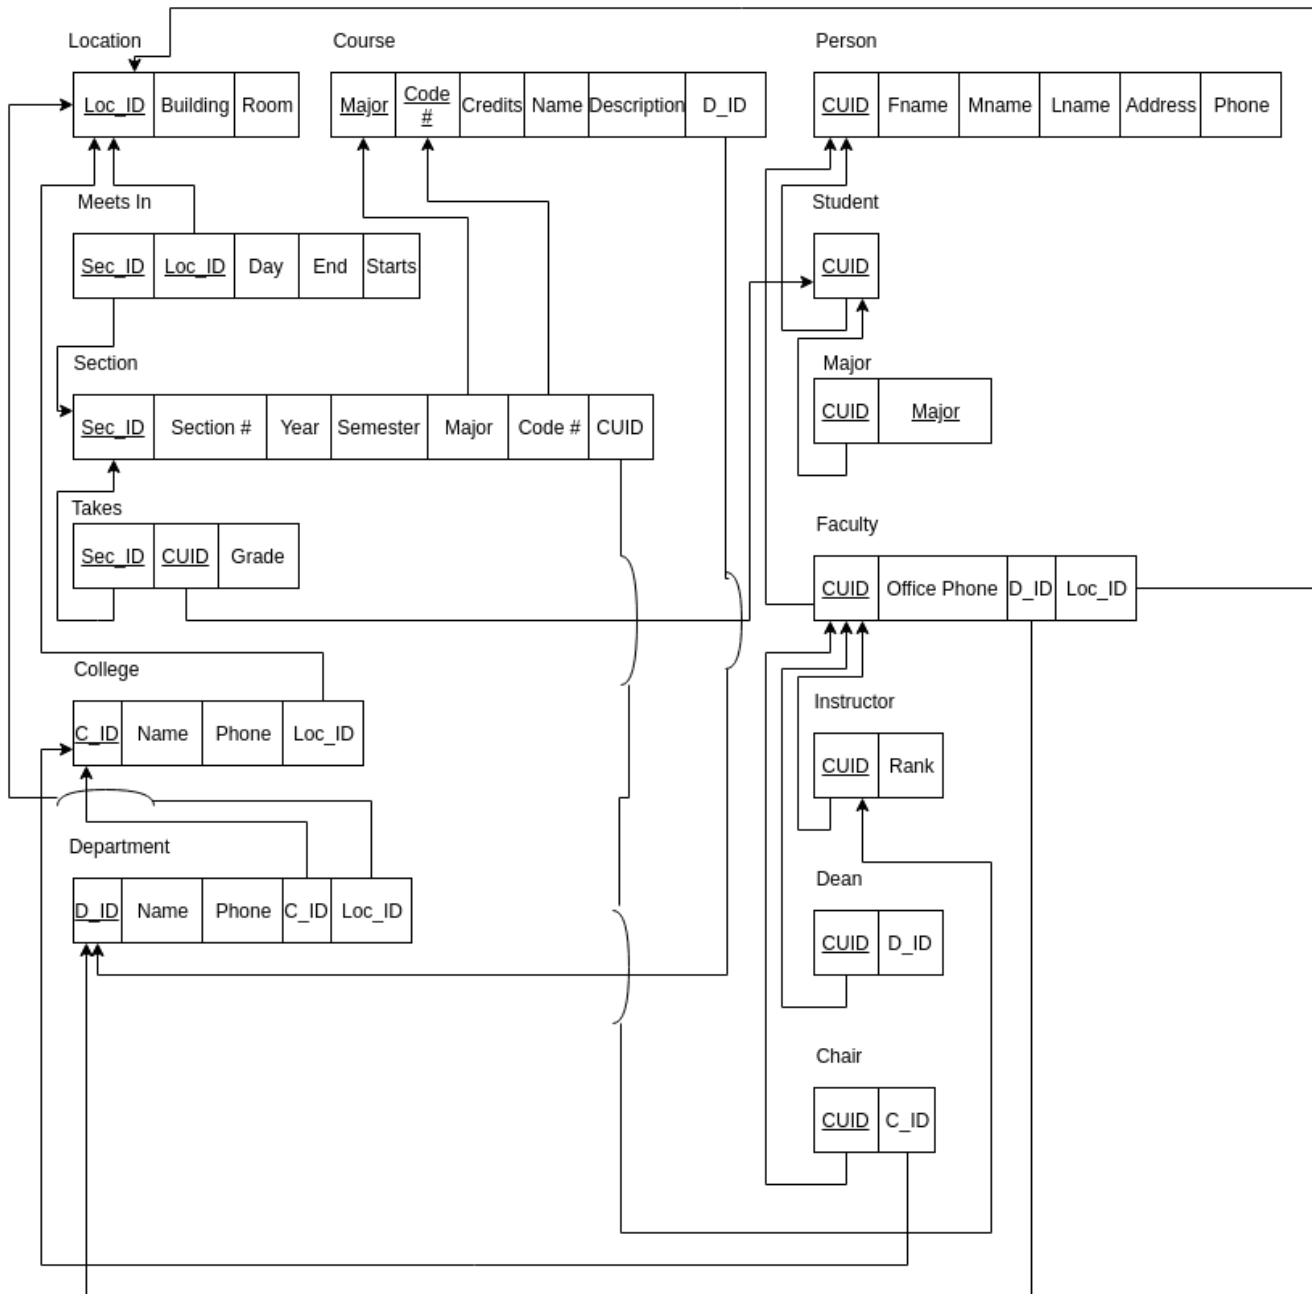 Location
Loc_ID Building Room
Course
Major Code # Credits Name Description D_ID
Person
CUID Fname Mname Lname Address Phone
Meets In
Sec_ID Loc_ID Day End Starts
Student
CUID
Section
Sec_ID Section # Year Semester Major Code # CUID
Major
CUID Major
Takes
Sec_ID CUID Grade
Faculty
CUID Office Phone D_ID Loc_ID
College
C_ID Name Phone Loc_ID
Instructor
CUID Rank
Department
D_ID Name Phone C_ID Loc_ID
Dean
CUID D_ID
Chair
CUID C_ID